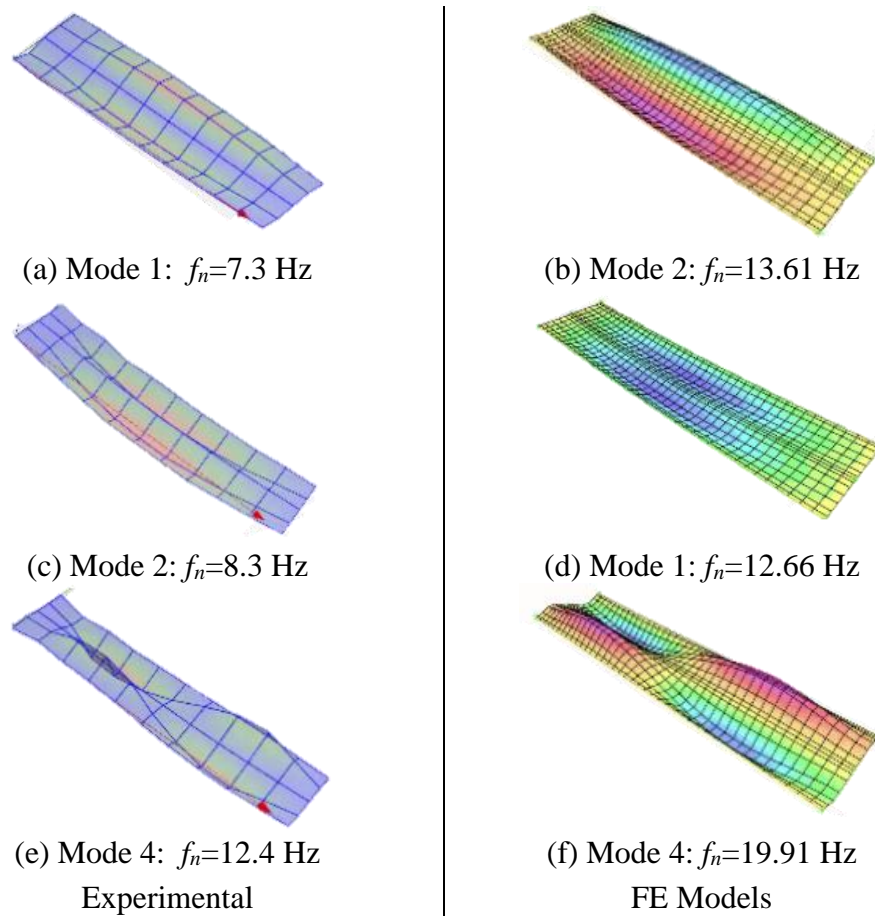 (a) Mode 1: fn=7.3 Hz
(b) Mode 2: fn=13.61 Hz
(c) Mode 2: fn=8.3 Hz
(d) Mode 1: fn=12.66 Hz
(e) Mode 4: fn=12.4 Hz
(f) Mode 4: fn=19.91 Hz
Experimental
FE Models